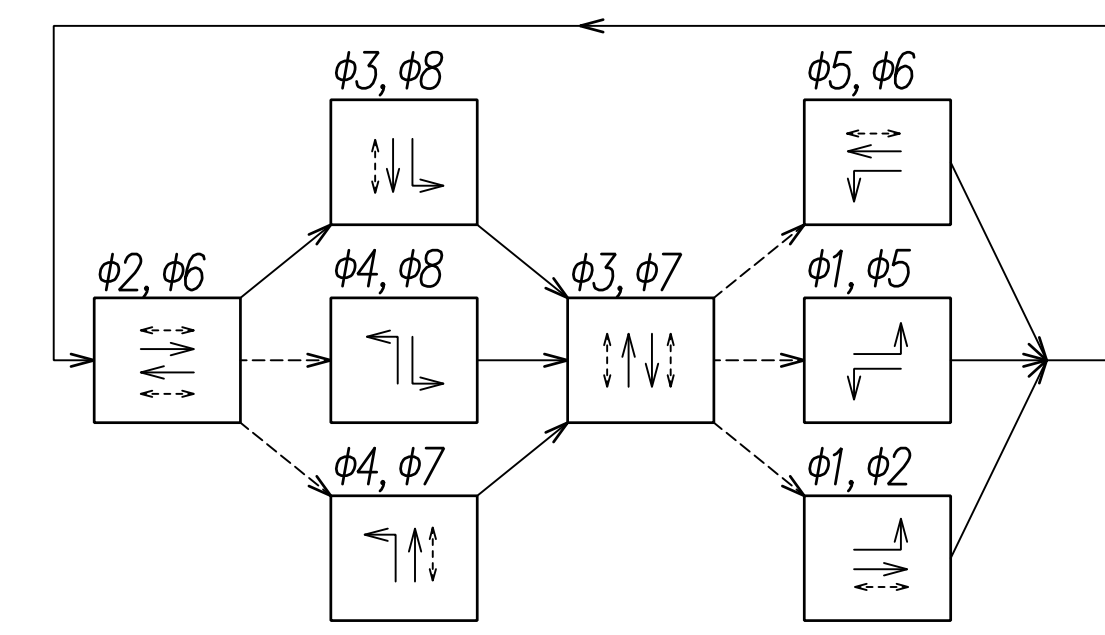 ϕ3, ϕ8
ϕ5, ϕ6
ϕ2, ϕ6
ϕ4, ϕ8
ϕ3, ϕ7
ϕ1, ϕ5
ϕ4, ϕ7
ϕ1, ϕ2